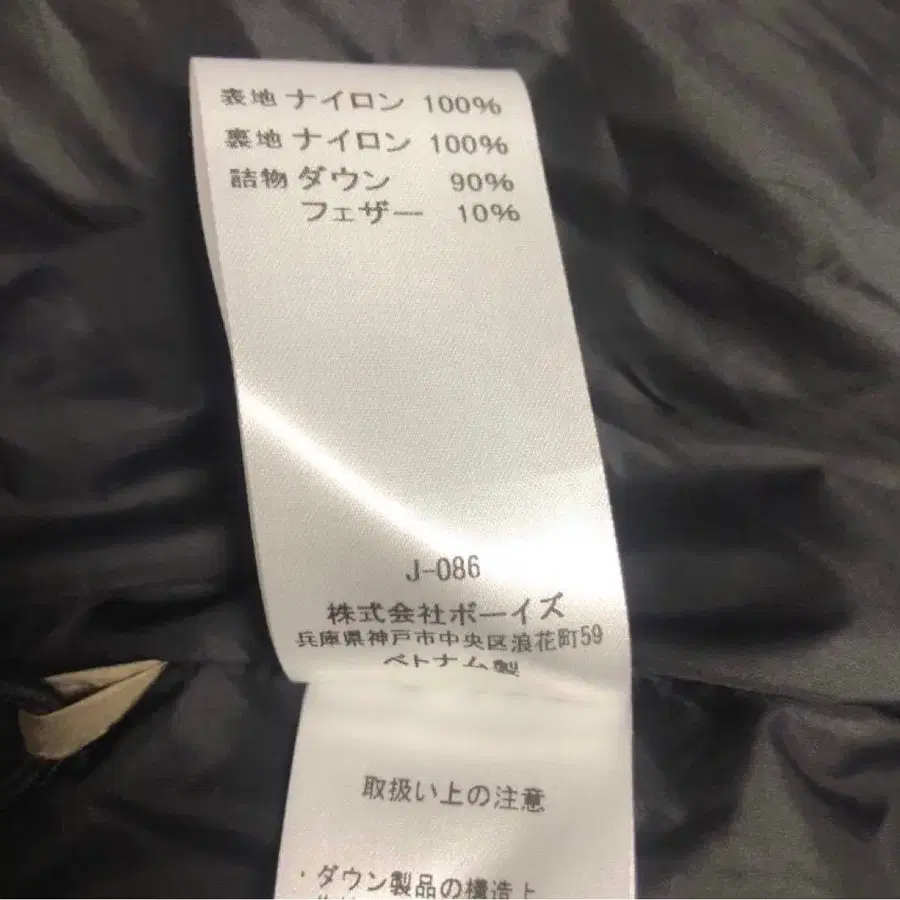 表地 ナイロン 100%
裏地 ナイロン 100%
詰物 ダウン 90%
フェザー 10%
J-086
株式会社ボーイズ
兵庫県神戸市中央区浪花町59
ベトナム製
取扱い上の注意
・ダウン製品の構造上